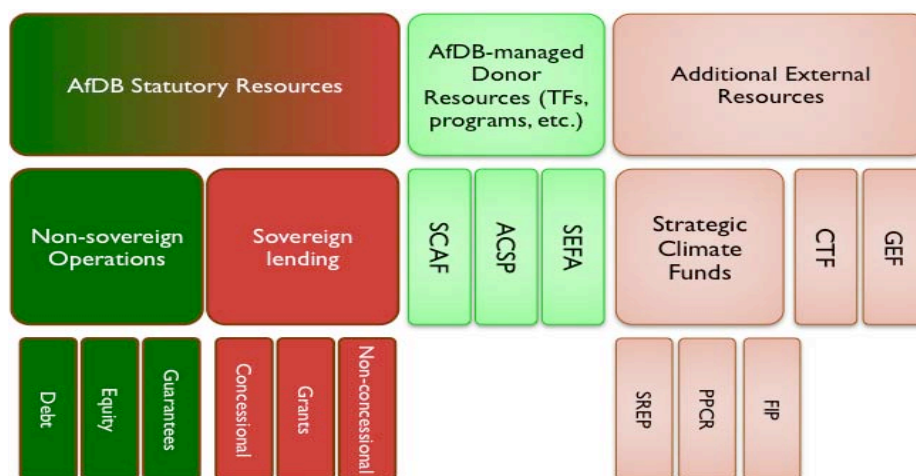 AfDB Statutory Resources
AfDB-managed
Donor
Resources (TFs,
programs, etc.)
Additional External
Resources
Non-sovereign
Operations
Sovereign
lending
SCAF
ACSP
SEFA
Strategic
Climate
Funds
CTF
GEF
Debt
Equity
Guarantees
Concessional
Grants
Non-concessional
SREP
PPCR
FIP